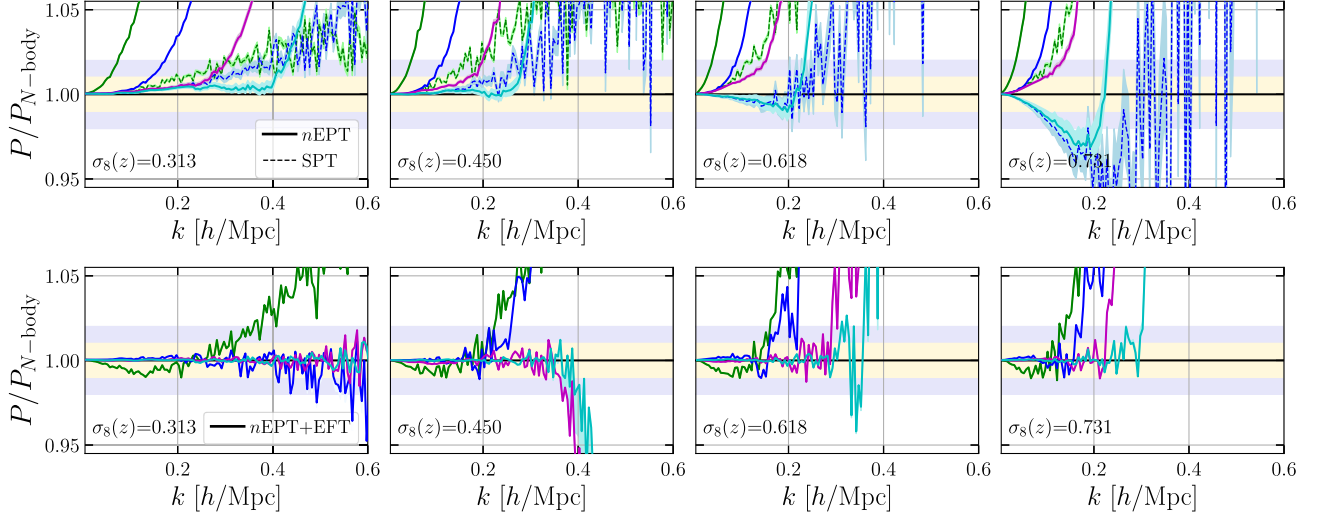 1.05
1.00
0.95
P/P_{N−body}
nEPT
SPT
σ8(z)=0.313
σ8(z)=0.450
σ8(z)=0.618
σ8(z)=0.731
0.2 0.4 0.6
0.2 0.4 0.6
0.2 0.4 0.6
0.2 0.4 0.6
k [h/Mpc]
k [h/Mpc]
k [h/Mpc]
k [h/Mpc]
1.05
1.00
0.95
P/P_{N−body}
σ8(z)=0.313
nEPT+EFT
σ8(z)=0.450
σ8(z)=0.618
σ8(z)=0.731
0.2 0.4 0.6
0.2 0.4 0.6
0.2 0.4 0.6
0.2 0.4 0.6
k [h/Mpc]
k [h/Mpc]
k [h/Mpc]
k [h/Mpc]